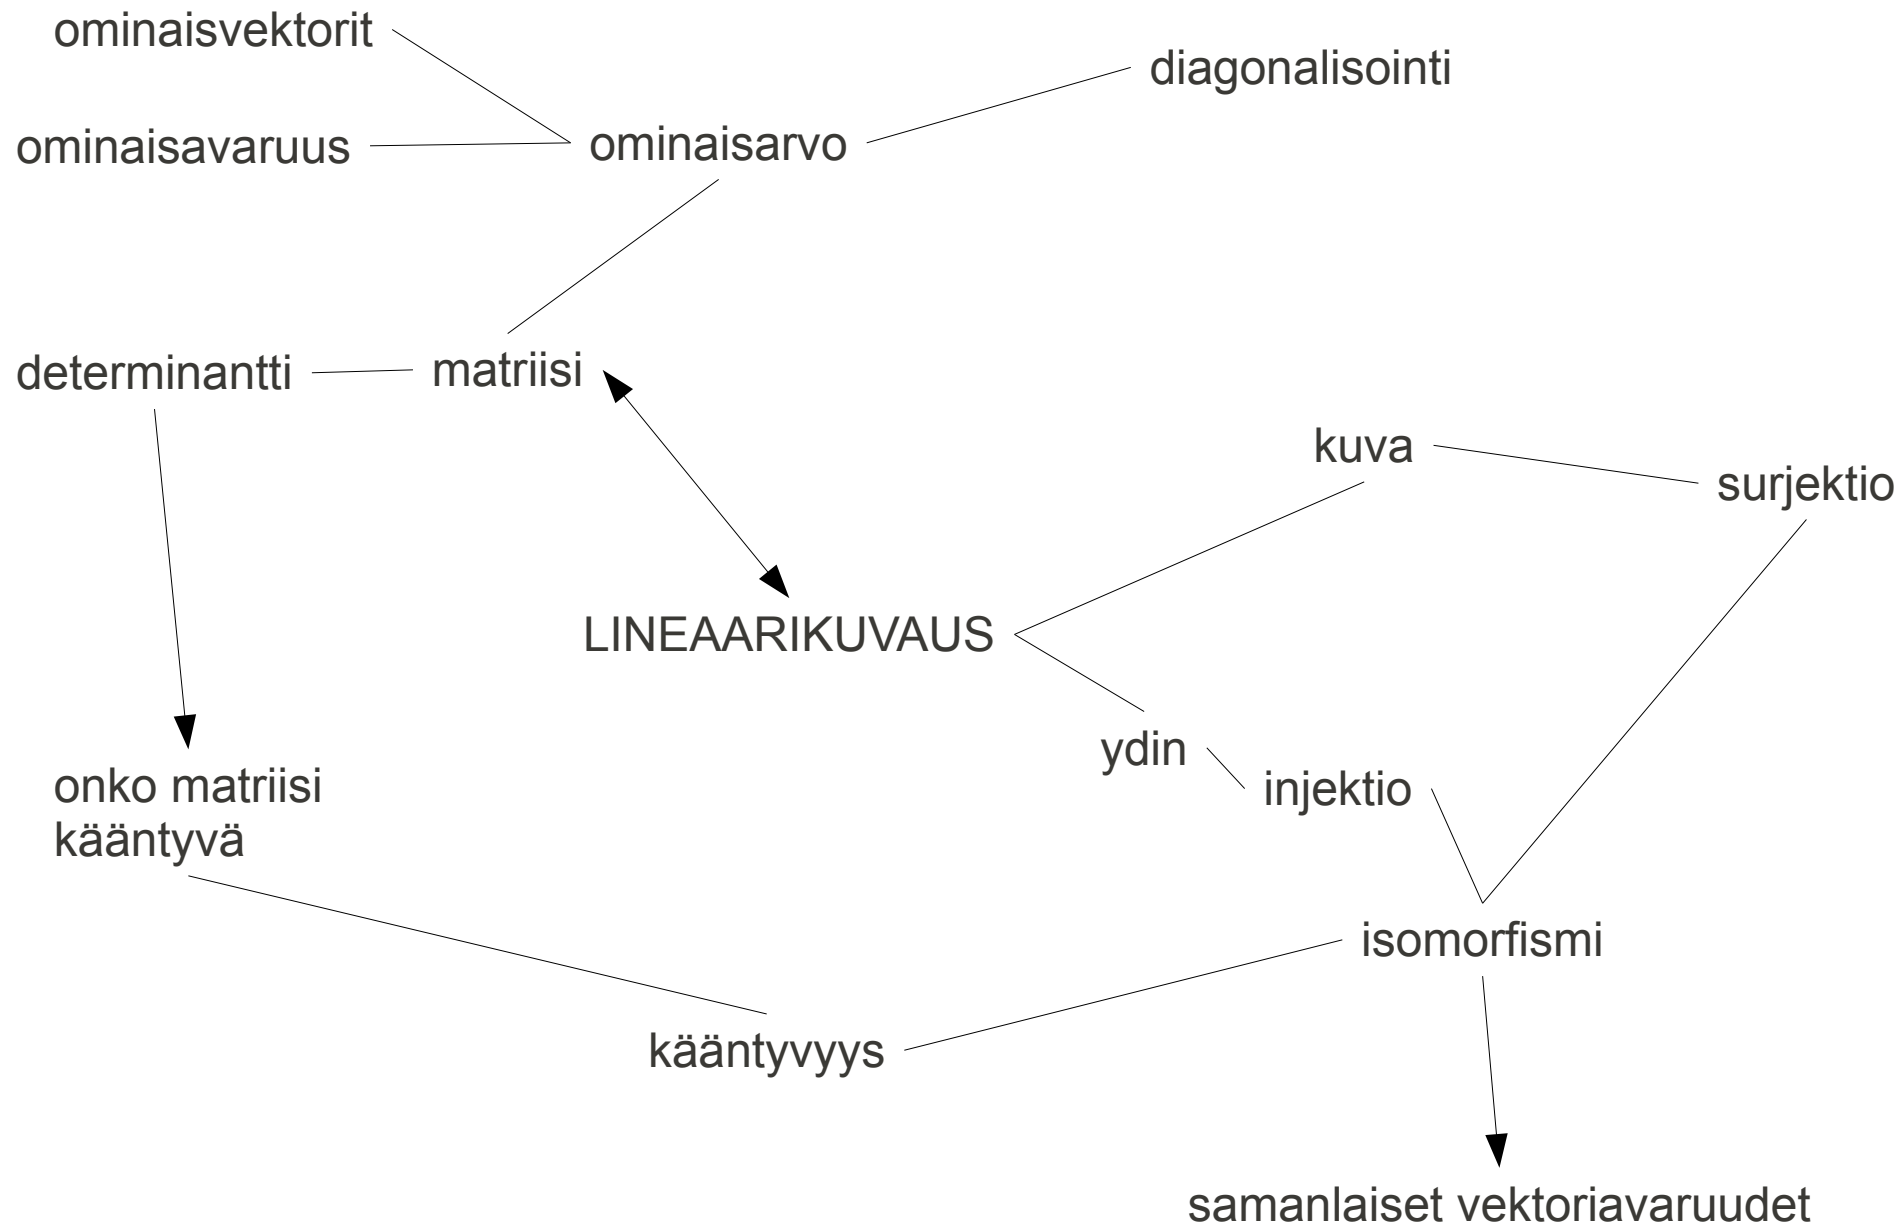 ominaisvektorit
diagonalisointi
ominaisavaruus
ominaisarvo
determinantti
matriisi
kuva
surjektio
LINEAARIKUVAUS
ydin
injektio
onko matriisi
kääntyvä
isomorfismi
kääntyvyys
samanlaiset vektoriavaruudet